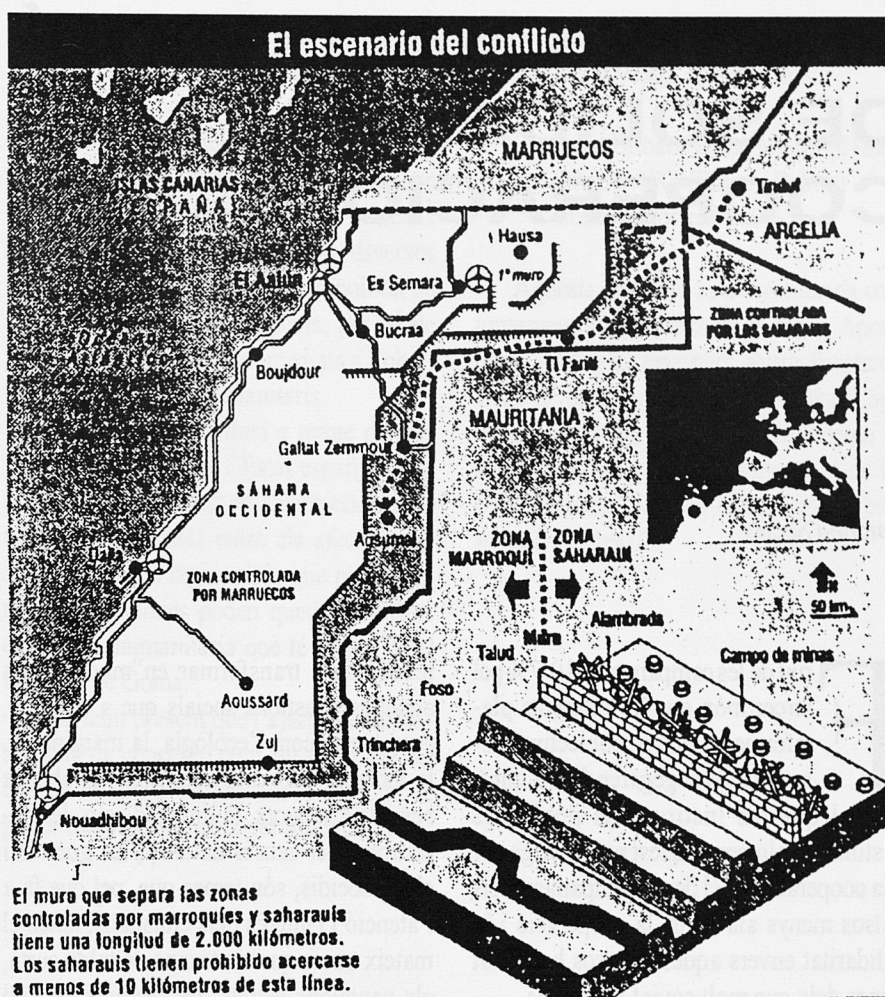 El escenario del conflicto
MARRUECOS
ISLAS CANARIAS
ESPAÑA
Tinduf
ARGELIA
Hausa
1º muro
muro
El Aaiún
Es Semara
ZONA CONTROLADA
POR LOS SAHARAUIS
Bucraa
Océano
Atlántico
Boujdour
Ti Fariti
MAURITANIA
Galtat Zemmour
SÁHARA
OCCIDENTAL
ZONA
MARROQUÍ
ZONA
SAHARAUI
ZONA CONTROLADA
POR MARRUECOS
50 km
Alambrada
Talud
Campo de minas
Foso
Aoussard
Zuj
Trinchera
Nouadhibou
El muro que separa las zonas
controladas por marroquíes y saharauis
tiene una longitud de 2.000 kilómetros.
Los saharauis tienen prohibido acercarse
a menos de 10 kilómetros de esta línea.